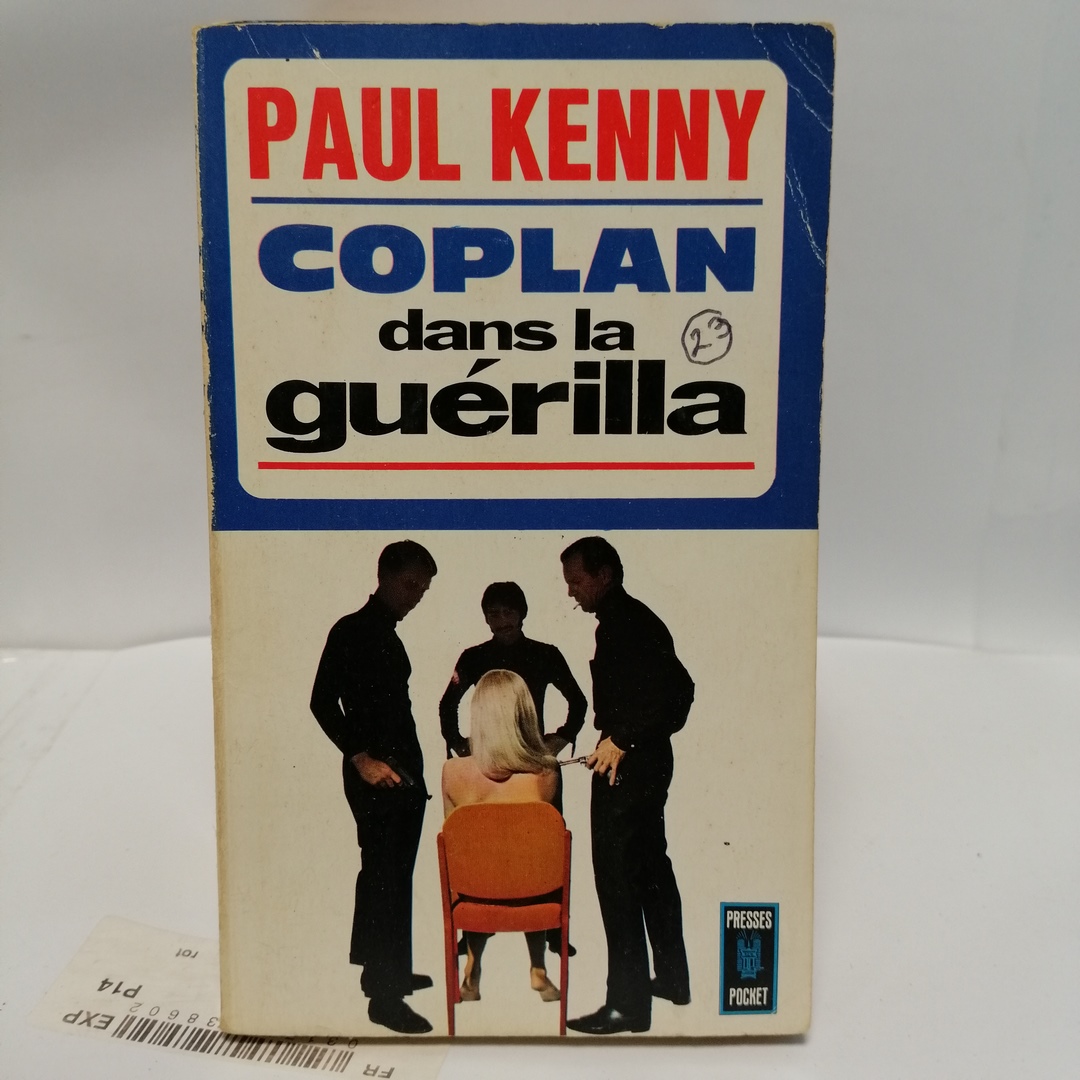 PAUL KENNY
COPLAN
dans la
guérilla
23
PRESSES
POCKET
P14
EXP
FR